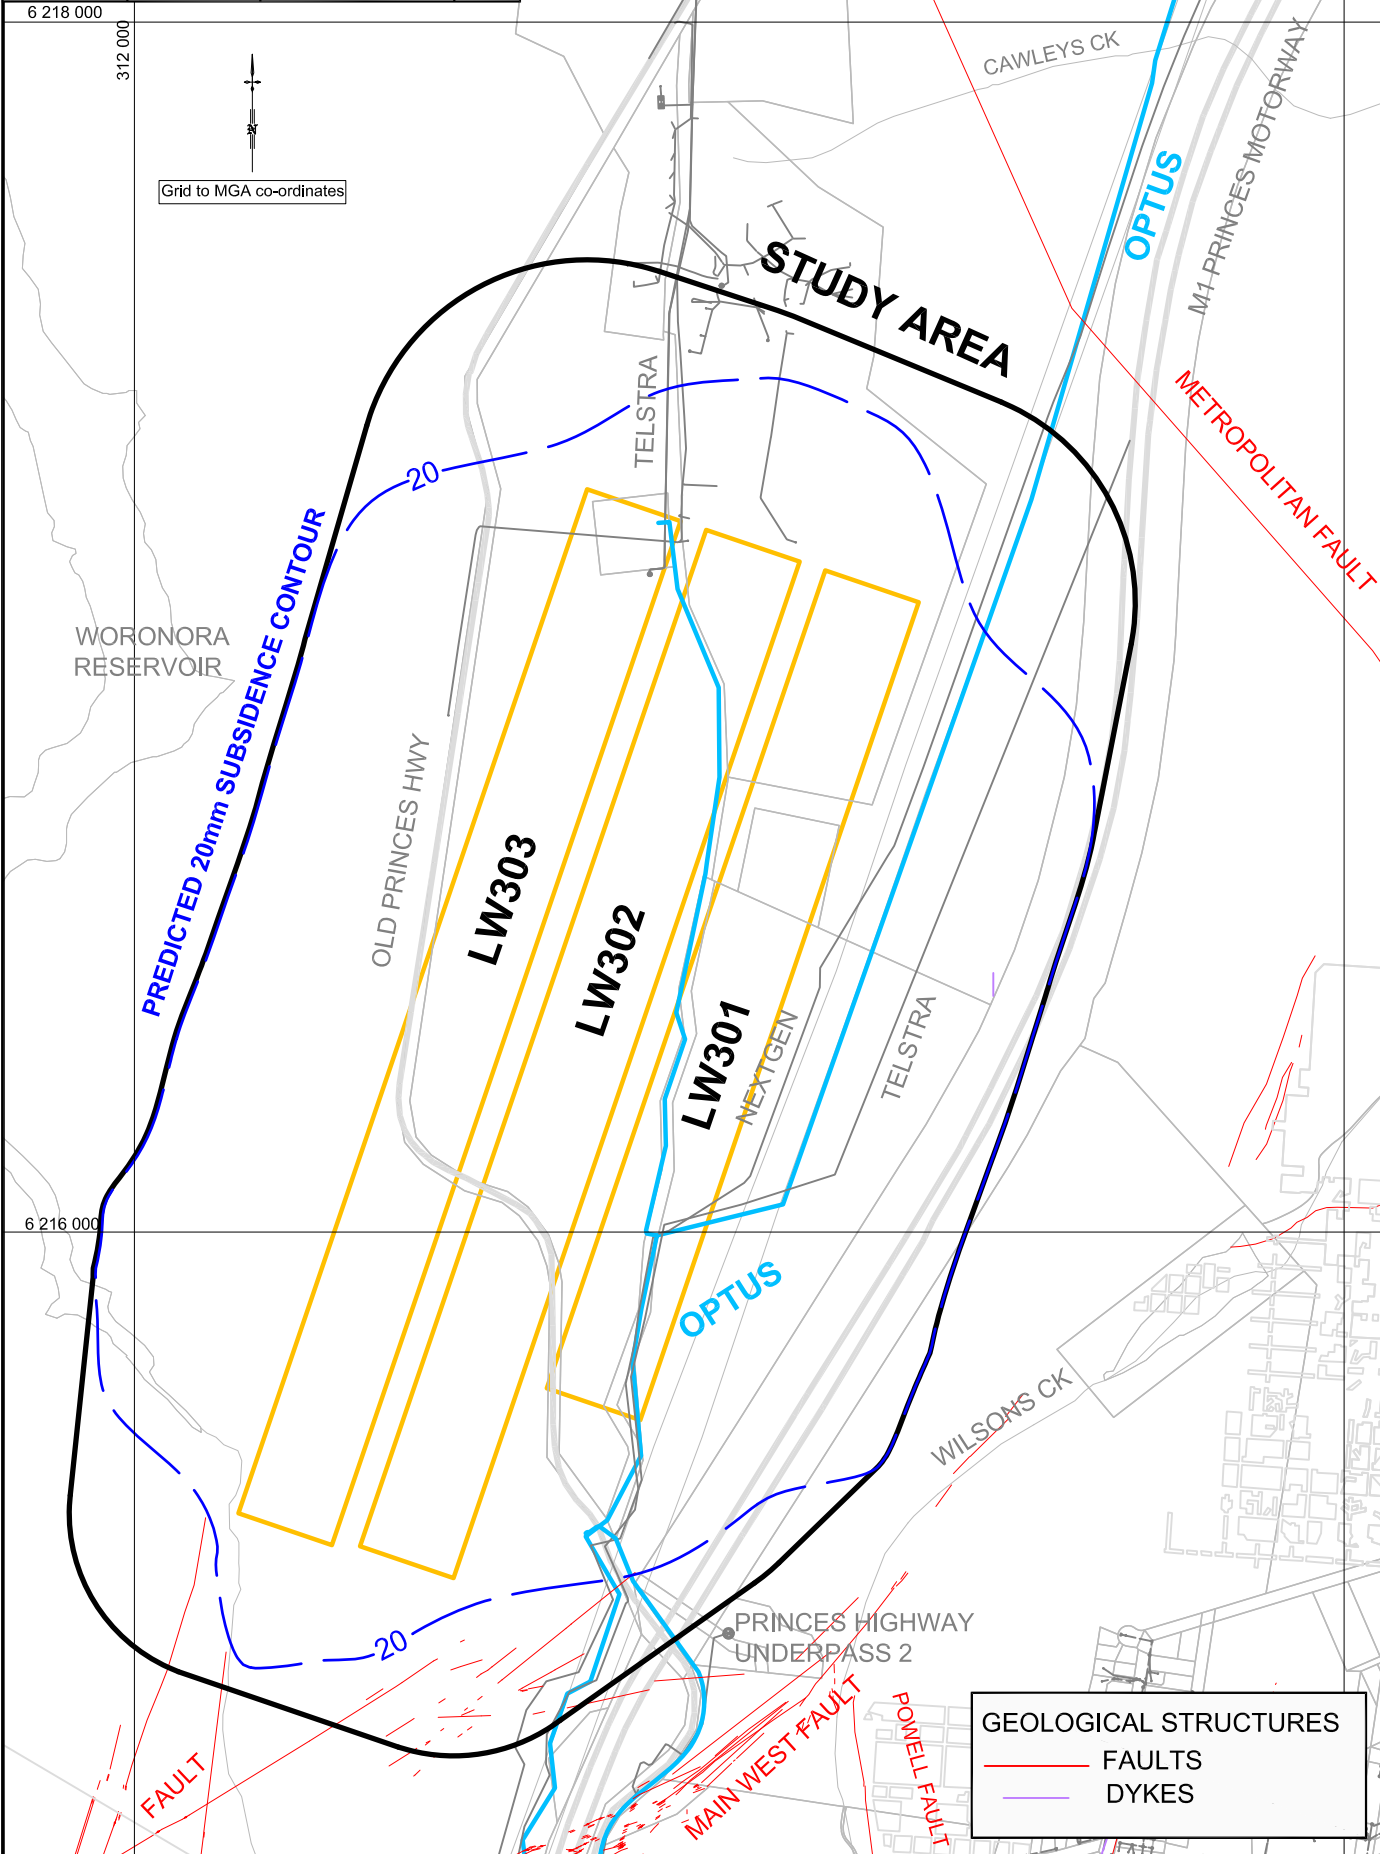 6 218 000
312 000
CAWLEYS CK
N
Grid to MGA co-ordinates
OPTUS
M1 PRINCES MOTORWAY
STUDY AREA
TELSTRA
METROPOLITAN FAULT
20
PREDICTED 20mm SUBSIDENCE CONTOUR
WORONORA
RESERVOIR
OLD PRINCES HWY
LW303
LW302
LW301
NEXTGEN
TELSTRA
6 216 000
OPTUS
WILSONS CK
20
PRINCES HIGHWAY
UNDERPASS 2
FAULT
MAIN WEST FAULT
POWELL FAULT
GEOLOGICAL STRUCTURES
FAULTS
DYKES